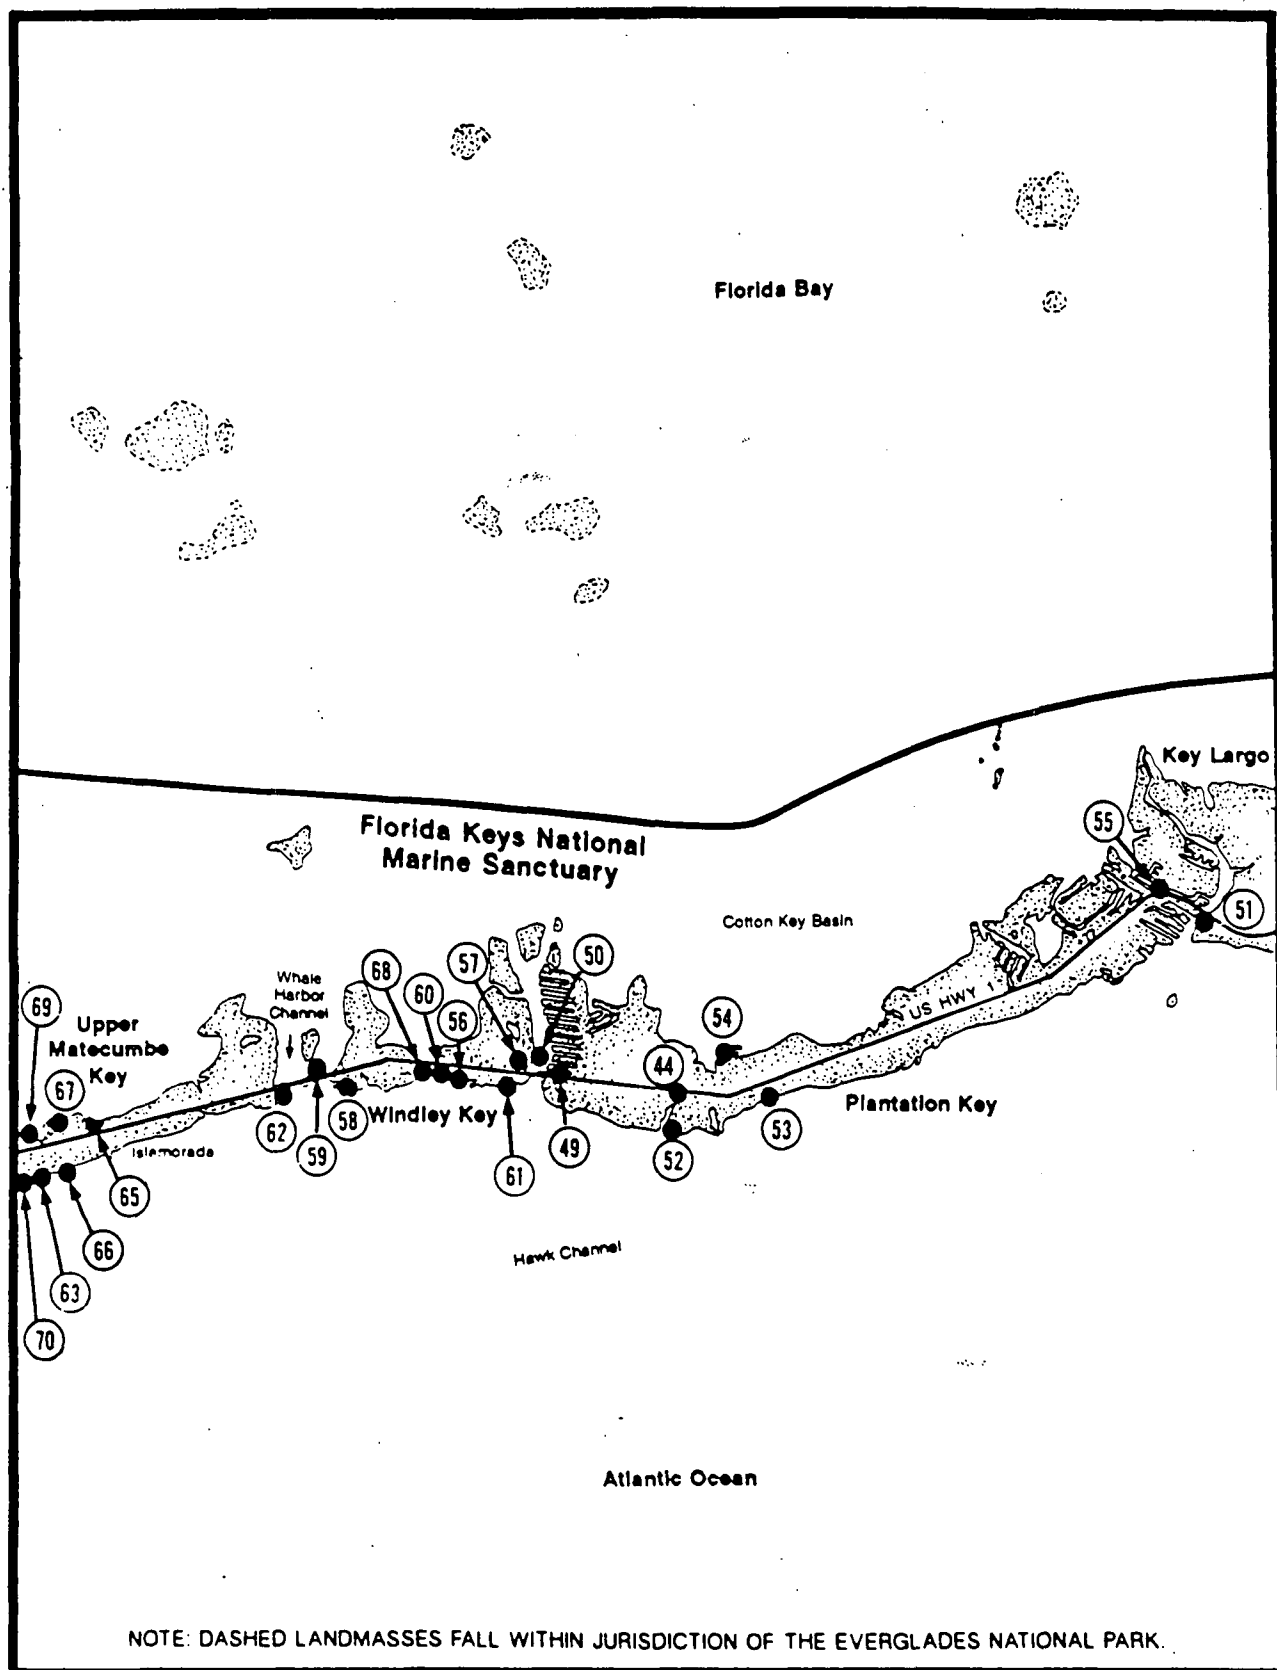 Florida Bay
Key Largo
55
Florida Keys National
Marine Sanctuary
51
Cotton Key Basin
57
50
68
Whale
Harbor
Channel
60
69
56
US HWY 1
54
Upper
Matecumbe
Key
67
44
62
58
Windley Key
Plantation Key
53
59
49
Islamorada
52
61
65
66
Hawk Channel
63
70
Atlantic Ocean
NOTE: DASHED LANDMASSES FALL WITHIN JURISDICTION OF THE EVERGLADES NATIONAL PARK.